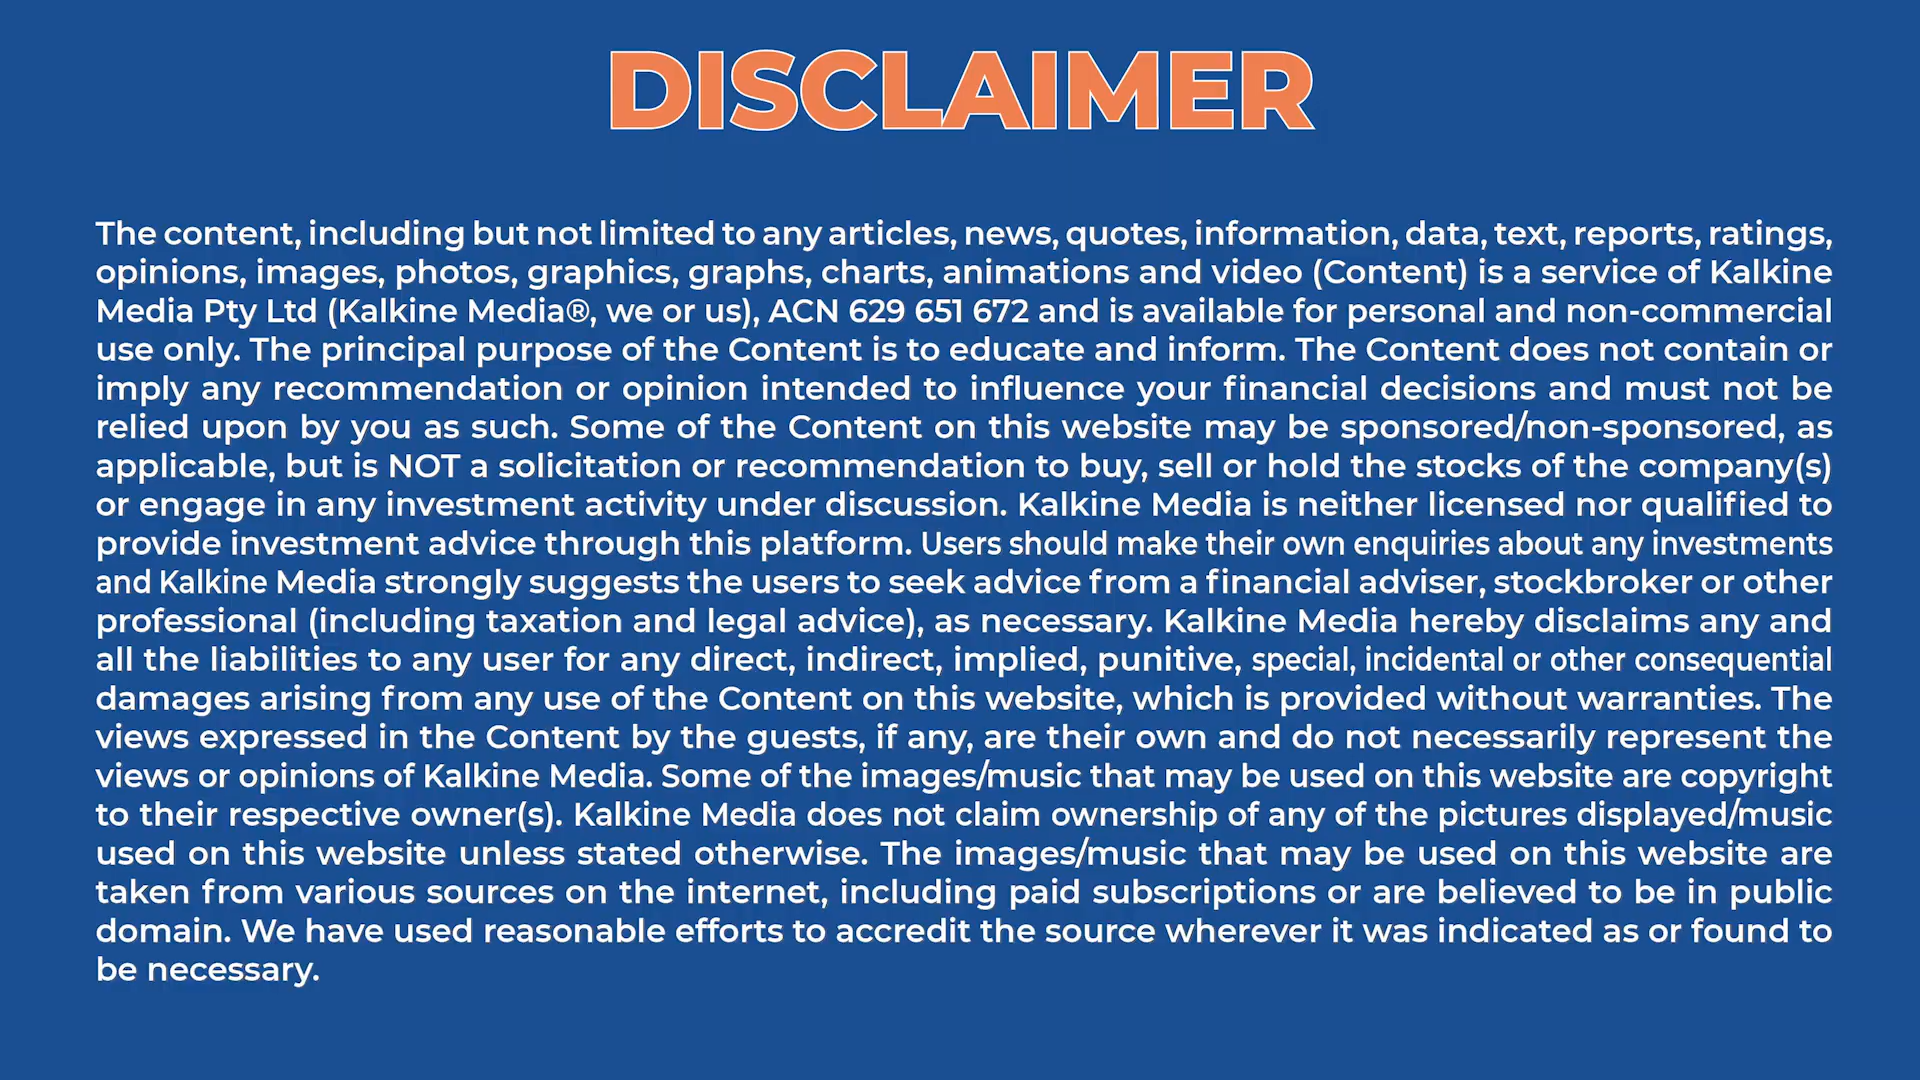 DISCLAIMER
The content, including but not limited to any articles, news, quotes, information, data, text, reports, ratings,
opinions, images, photos, graphics, graphs, charts, animations and video (Content) is a service of Kalkine
Media Pty Ltd (Kalkine Media®, we or us), ACN 629 651 672 and is available for personal and non-commercial
use only. The principal purpose of the Content is to educate and inform. The Content does not contain or
imply any recommendation or opinion intended to influence your financial decisions and must not be
relied upon by you as such. Some of the Content on this website may be sponsored/non-sponsored, as
applicable, but is NOT a solicitation or recommendation to buy, sell or hold the stocks of the company(s)
or engage in any investment activity under discussion. Kalkine Media is neither licensed nor qualified to
provide investment advice through this platform. Users should make their own enquiries about any investments
and Kalkine Media strongly suggests the users to seek advice from a financial adviser, stockbroker or other
professional (including taxation and legal advice), as necessary. Kalkine Media hereby disclaims any and
all the liabilities to any user for any direct, indirect, implied, punitive, special, incidental or other consequential
damages arising from any use of the Content on this website, which is provided without warranties. The
views expressed in the Content by the guests, if any, are their own and do not necessarily represent the
views or opinions of Kalkine Media. Some of the images/music that may be used on this website are copyright
to their respective owner(s). Kalkine Media does not claim ownership of any of the pictures displayed/music
used on this website unless stated otherwise. The images/music that may be used on this website are
taken from various sources on the internet, including paid subscriptions or are believed to be in public
domain. We have used reasonable efforts to accredit the source wherever it was indicated as or found to
be necessary.